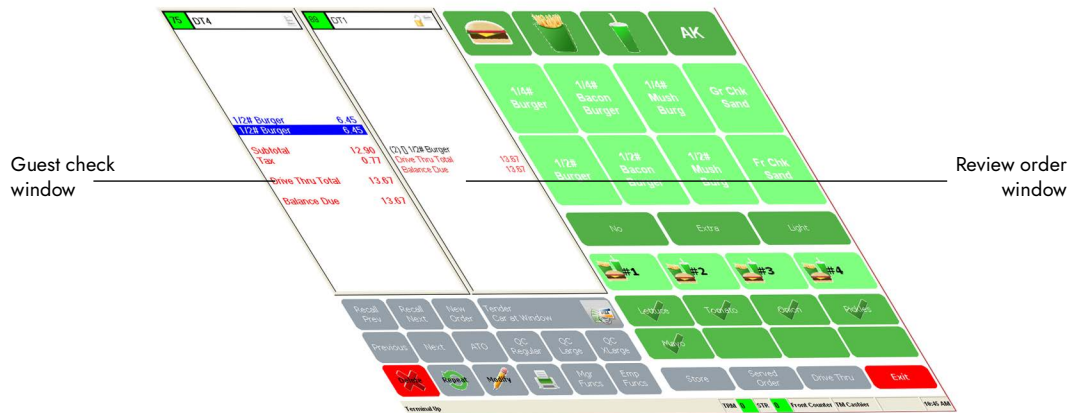 75 DT4
89 DT1
AK
1/4# Burger
1/4# Bacon Burger
1/4# Mush Burg
Gr Chk Sand
1/2# Burger 6.45
1/2# Burger 6.45
Subtotal 12.90
Tax 0.77
Drive Thru Total 13.67
Balance Due 13.67
(2) 1/2# Burger
Drive Thru Total 13.67
Balance Due 13.67
1/2# Burger
1/2# Bacon Burger
1/2# Mush Burg
Fr Chk Sand
Guest check
window
Review order
window
No
Extra
Light
#1
#2
#3
#4
Recall Prev
Recall Next
New Order
Tender Car at Window
Lettuce
Tomato
Onion
Pickles
Previous
Next
ATO
QC Regular
QC Large
QC XLarge
Mayo
Delete
Repeat
Modify
Mgr Funcs
Emp Funcs
Store
Served Order
Drive Thru
Exit
Terminal Up
TRM
STR
Front Counter TM Cashier
10:45 AM